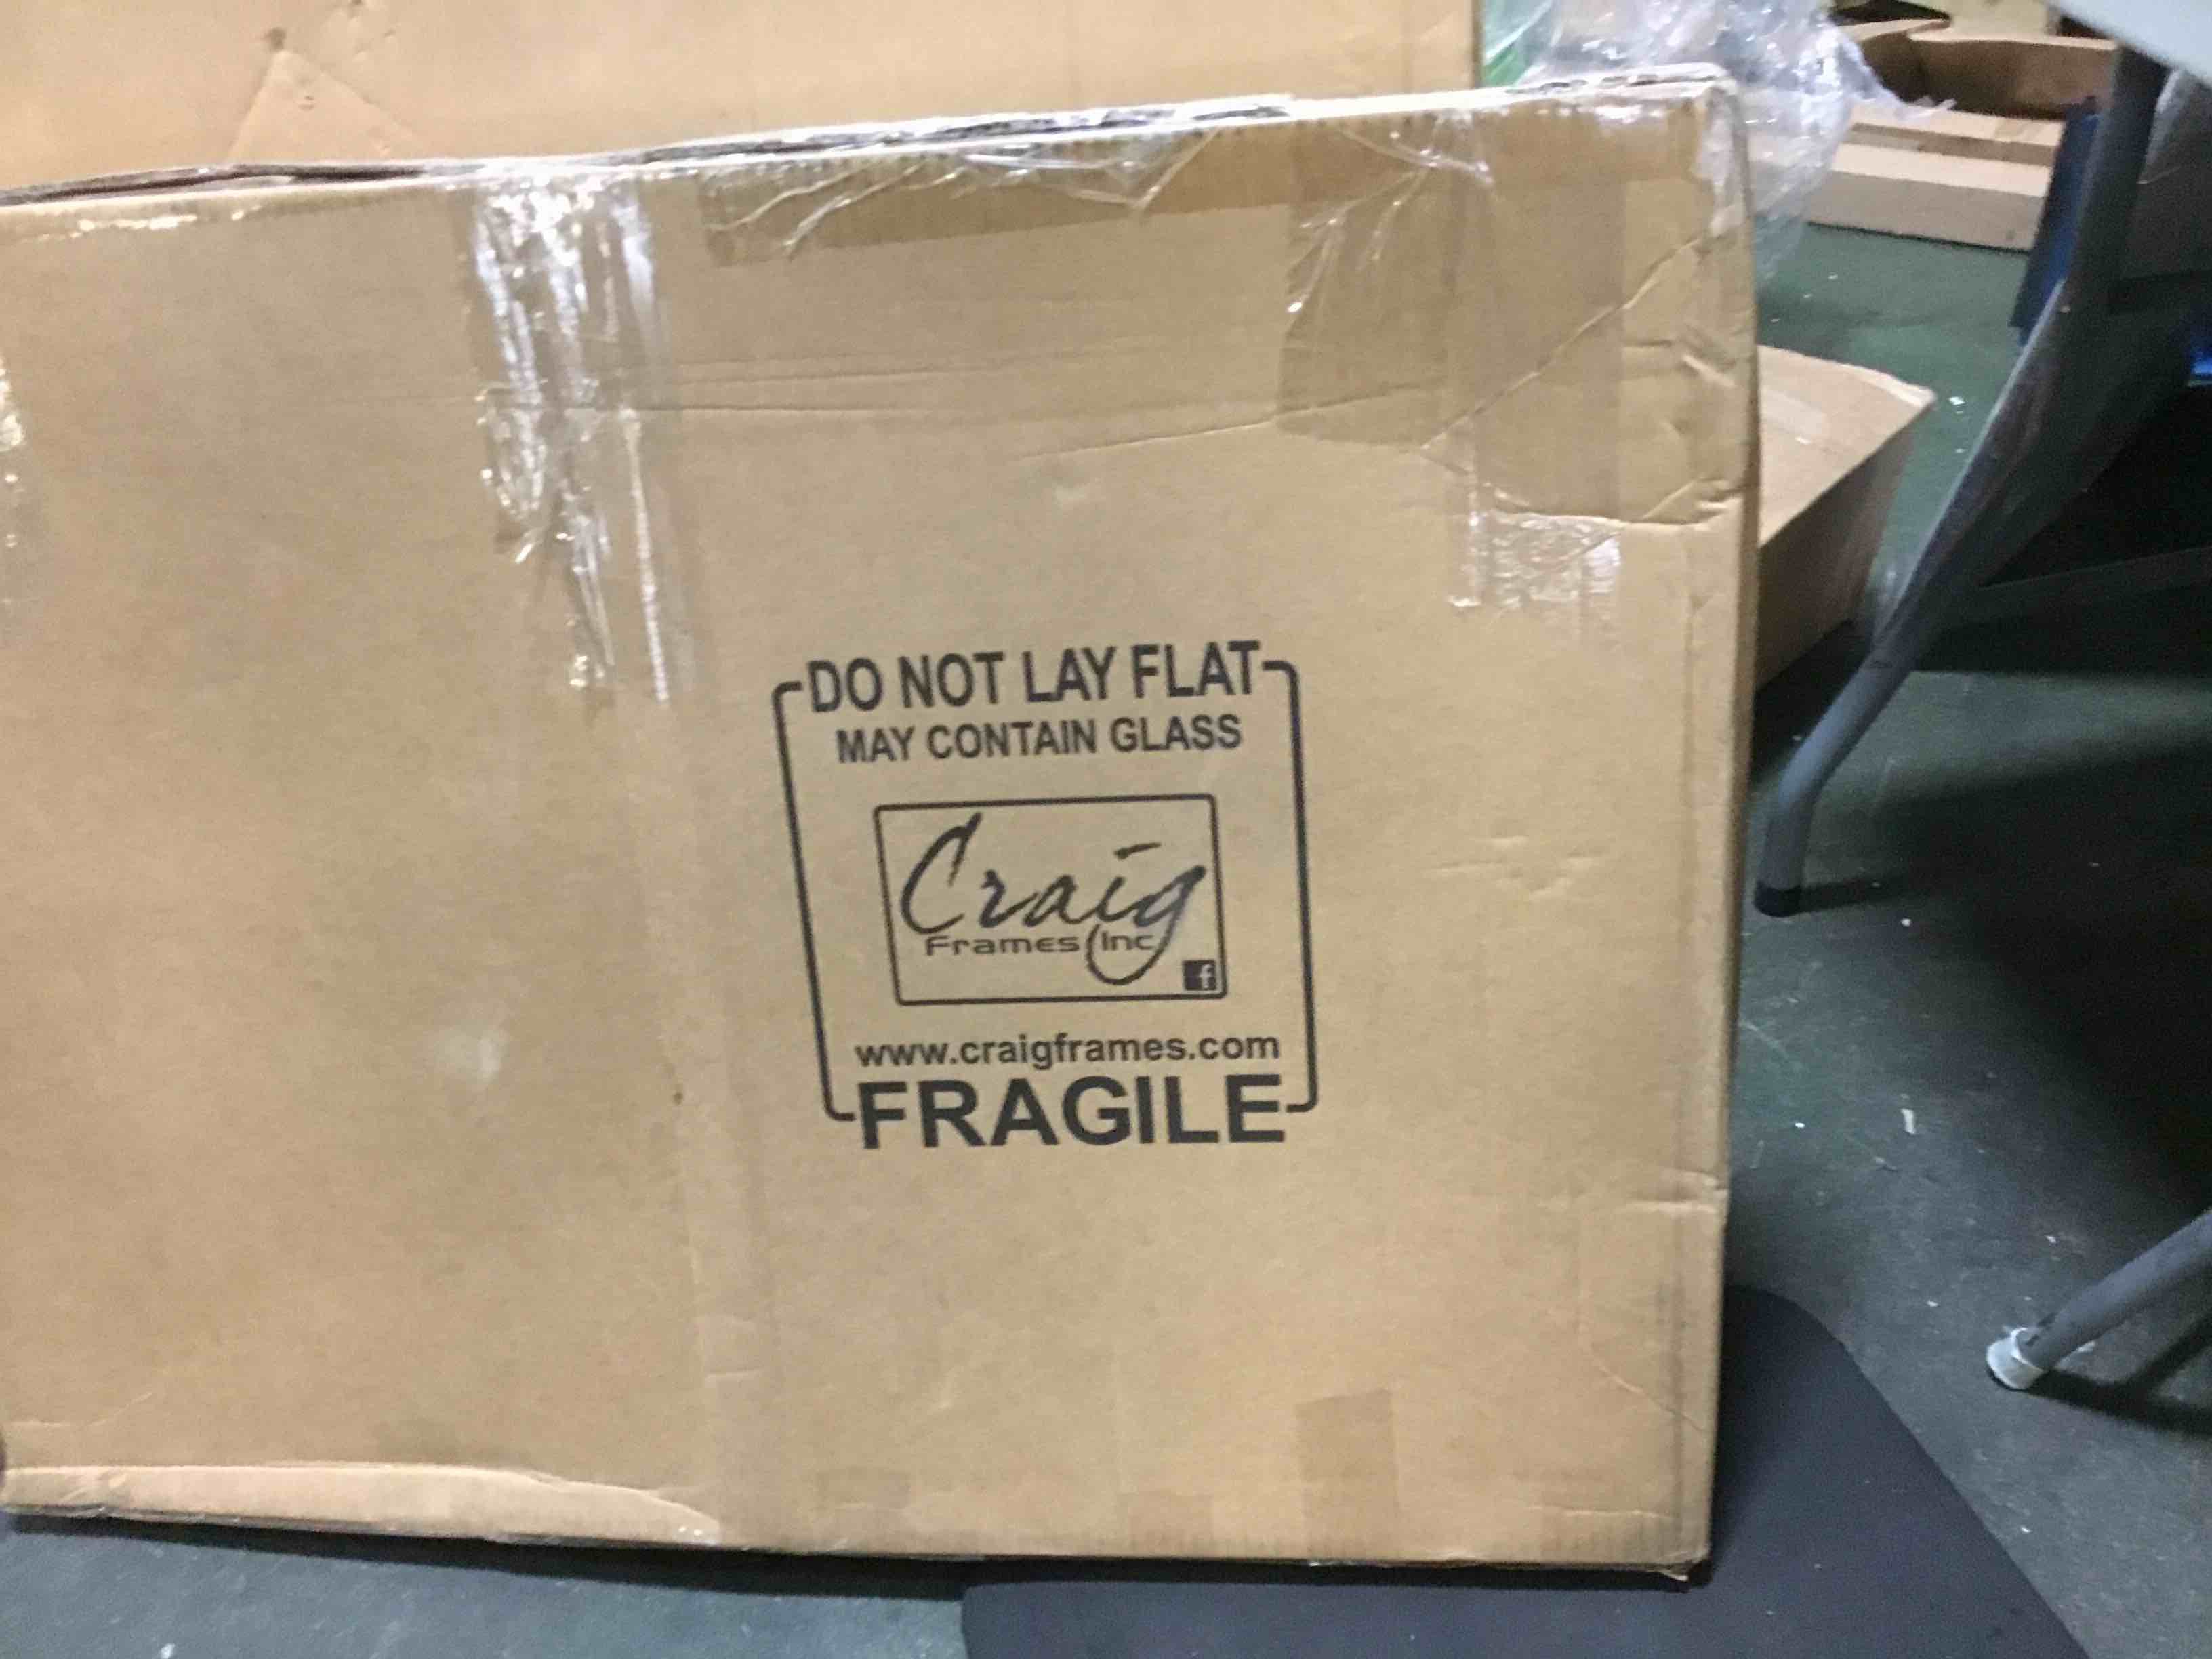 DO NOT LAY FLAT
MAY CONTAIN GLASS
Craig
Frames Inc
f
www.craigframes.com
FRAGILE